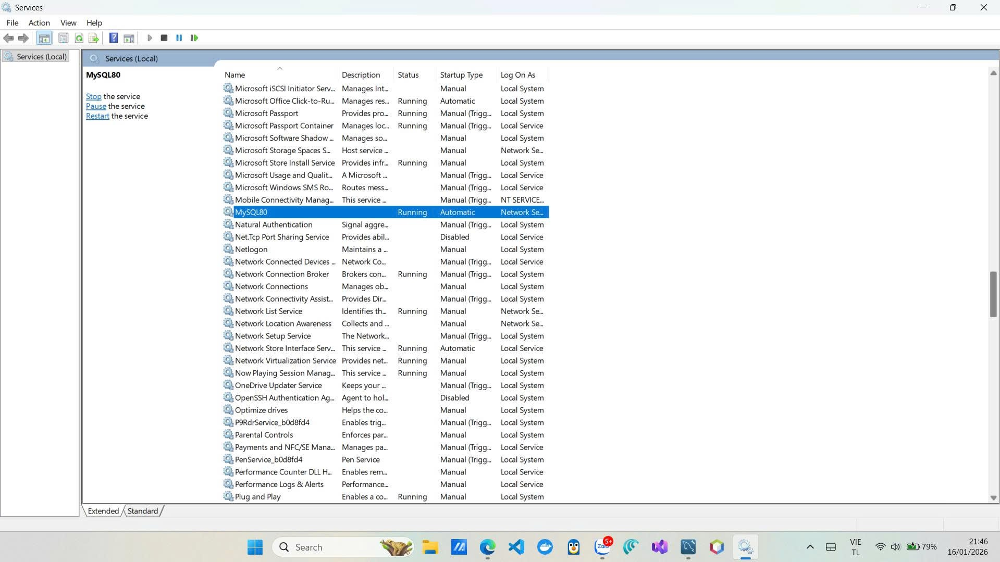 Services
File Action View Help
Services (Local)
Services (Local)
MySQL80
Stop the service
Pause the service
Restart the service
Name Description Status Startup Type Log On As
Microsoft iSCSI Initiator Serv... Manages Int... Manual Local System
Microsoft Office Click-to-Ru... Manages res... Running Automatic Local System
Microsoft Passport Provides pro... Running Manual (Trigg... Local System
Microsoft Passport Container Manages loc... Running Manual (Trigg... Local Service
Microsoft Software Shadow ... Manages so... Manual Local System
Microsoft Storage Spaces S... Host service ... Manual Network Se...
Microsoft Store Install Service Provides infr... Running Manual Local System
Microsoft Usage and Qualit... A Microsoft ... Manual (Trigg... Local Service
Microsoft Windows SMS Ro... Routes mess... Manual (Trigg... Local Service
Mobile Connectivity Manag... This service ... Manual (Trigg... NT SERVICE...
MySQL80 Running Automatic Network Se...
Natural Authentication Signal aggre... Manual (Trigg... Local System
Net.Tcp Port Sharing Service Provides abil... Disabled Local Service
Netlogon Maintains a ... Manual Local System
Network Connected Devices ... Network Co... Manual (Trigg... Local Service
Network Connection Broker Brokers con... Running Manual (Trigg... Local System
Network Connections Manages ob... Manual Local System
Network Connectivity Assist... Provides Dir... Manual (Trigg... Local System
Network List Service Identifies th... Running Manual Network Se...
Network Location Awareness Collects and ... Manual Network Se...
Network Setup Service The Network... Manual (Trigg... Local System
Network Store Interface Serv... This service ... Running Automatic Local Service
Network Virtualization Service Provides net... Running Manual Local System
Now Playing Session Manag... This service ... Running Manual Local System
OneDrive Updater Service Keeps your ... Manual (Trigg... Local System
OpenSSH Authentication Ag... Agent to hol... Disabled Local System
Optimize drives Helps the co... Manual Local System
P9RdrService_b0d8fd4 Enables trig... Manual (Trigg... Local System
Parental Controls Enforces par... Manual Local System
Payments and NFC/SE Mana... Manages pa... Manual (Trigg... Local Service
PenService_b0d8fd4 Pen Service Manual (Trigg... Local System
Performance Counter DLL H... Enables rem... Manual Local Service
Performance Logs & Alerts Performance... Manual Local Service
Plug and Play Enables a co... Running Manual Local System
Extended Standard
Search
Zalo 5+
VIE
TL
79%
21:46
16/01/2026